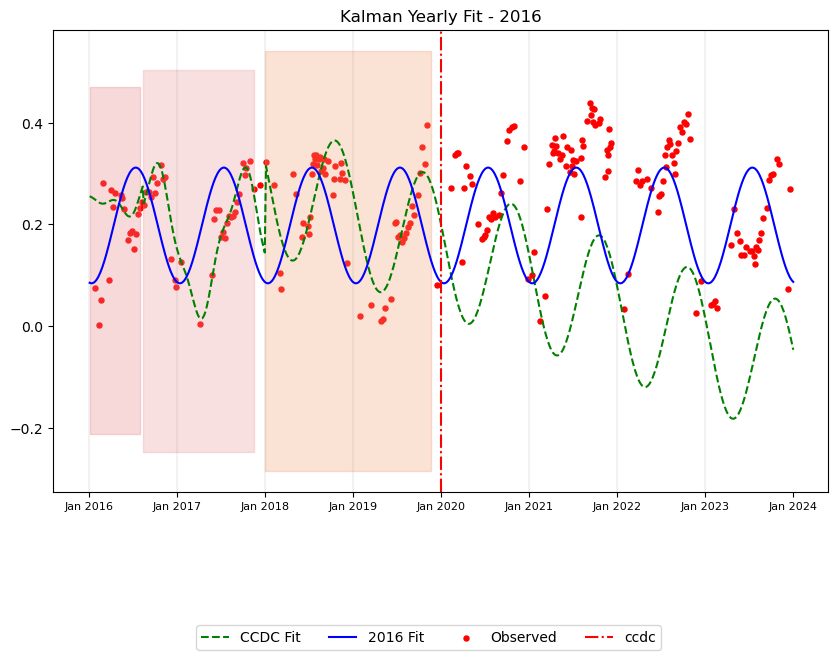 Kalman Yearly Fit - 2016
0.4
0.2
0.0
−0.2
Jan 2016 Jan 2017 Jan 2018 Jan 2019 Jan 2020 Jan 2021 Jan 2022 Jan 2023 Jan 2024
CCDC Fit 2016 Fit Observed ccdc